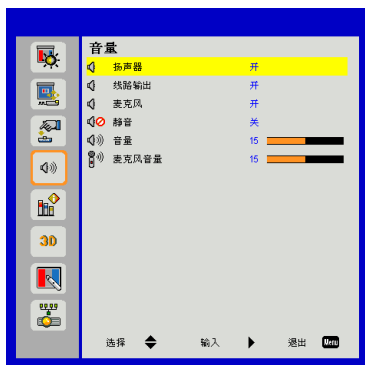 音量
扬声器 开
线路输出 开
麦克风 开
静音 关
音量 15
麦克风音量 15
3D
选择 输入 退出 Menu